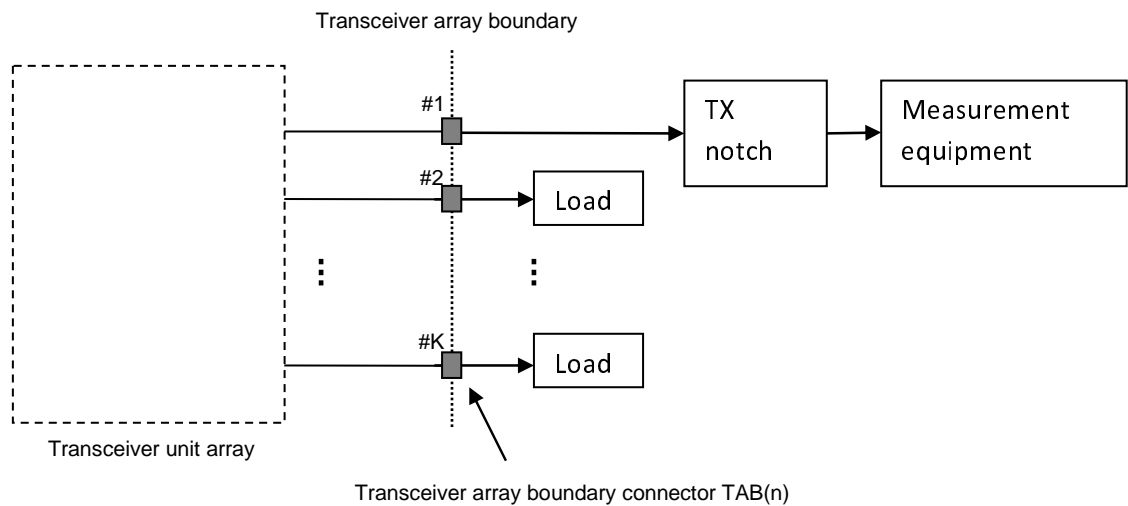 Transceiver array boundary
#1
TX
notch
Measurement
equipment
#2
Load
#K
Load
Transceiver unit array
Transceiver array boundary connector TAB(n)